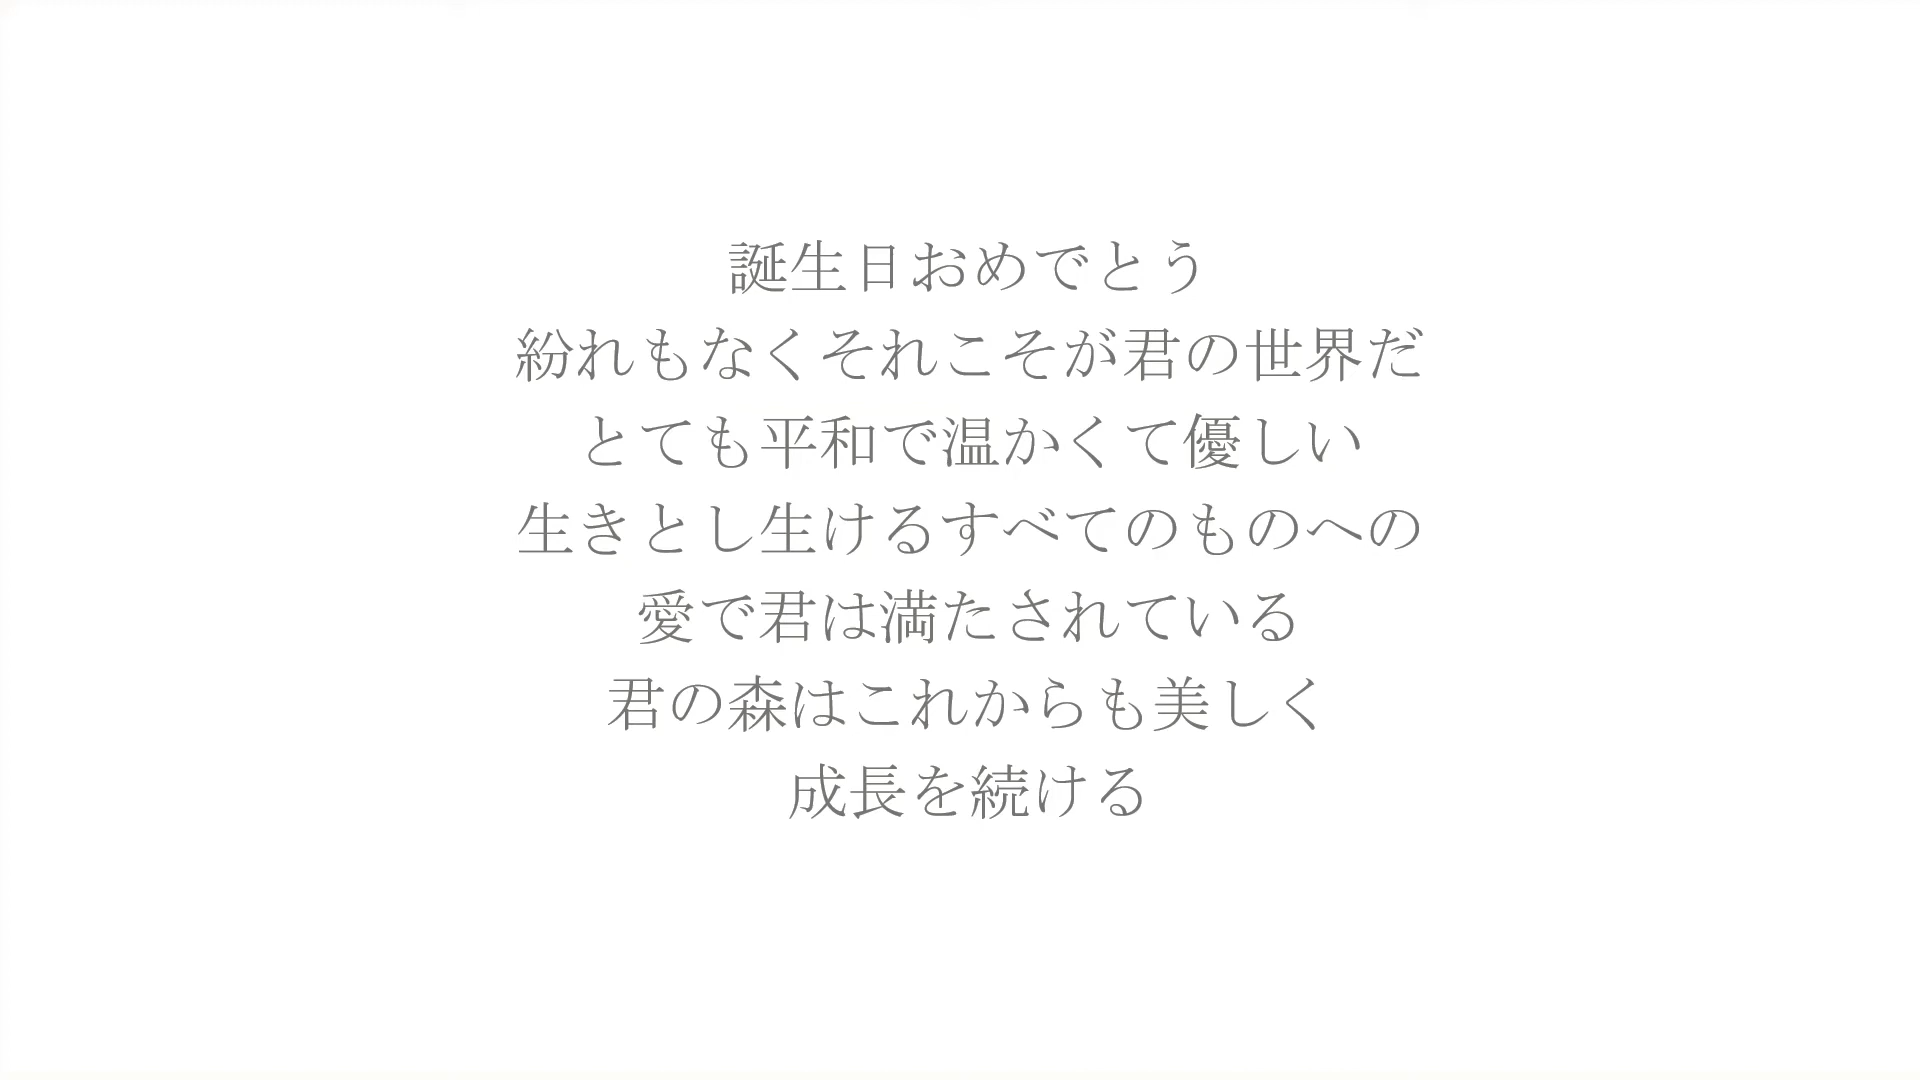 誕生日おめでとう
紛れもなくそれこそが君の世界だ
とても平和で温かくて優しい
生きとし生けるすべてのものへの
愛で君は満たされている
君の森はこれからも美しく
成長を続ける